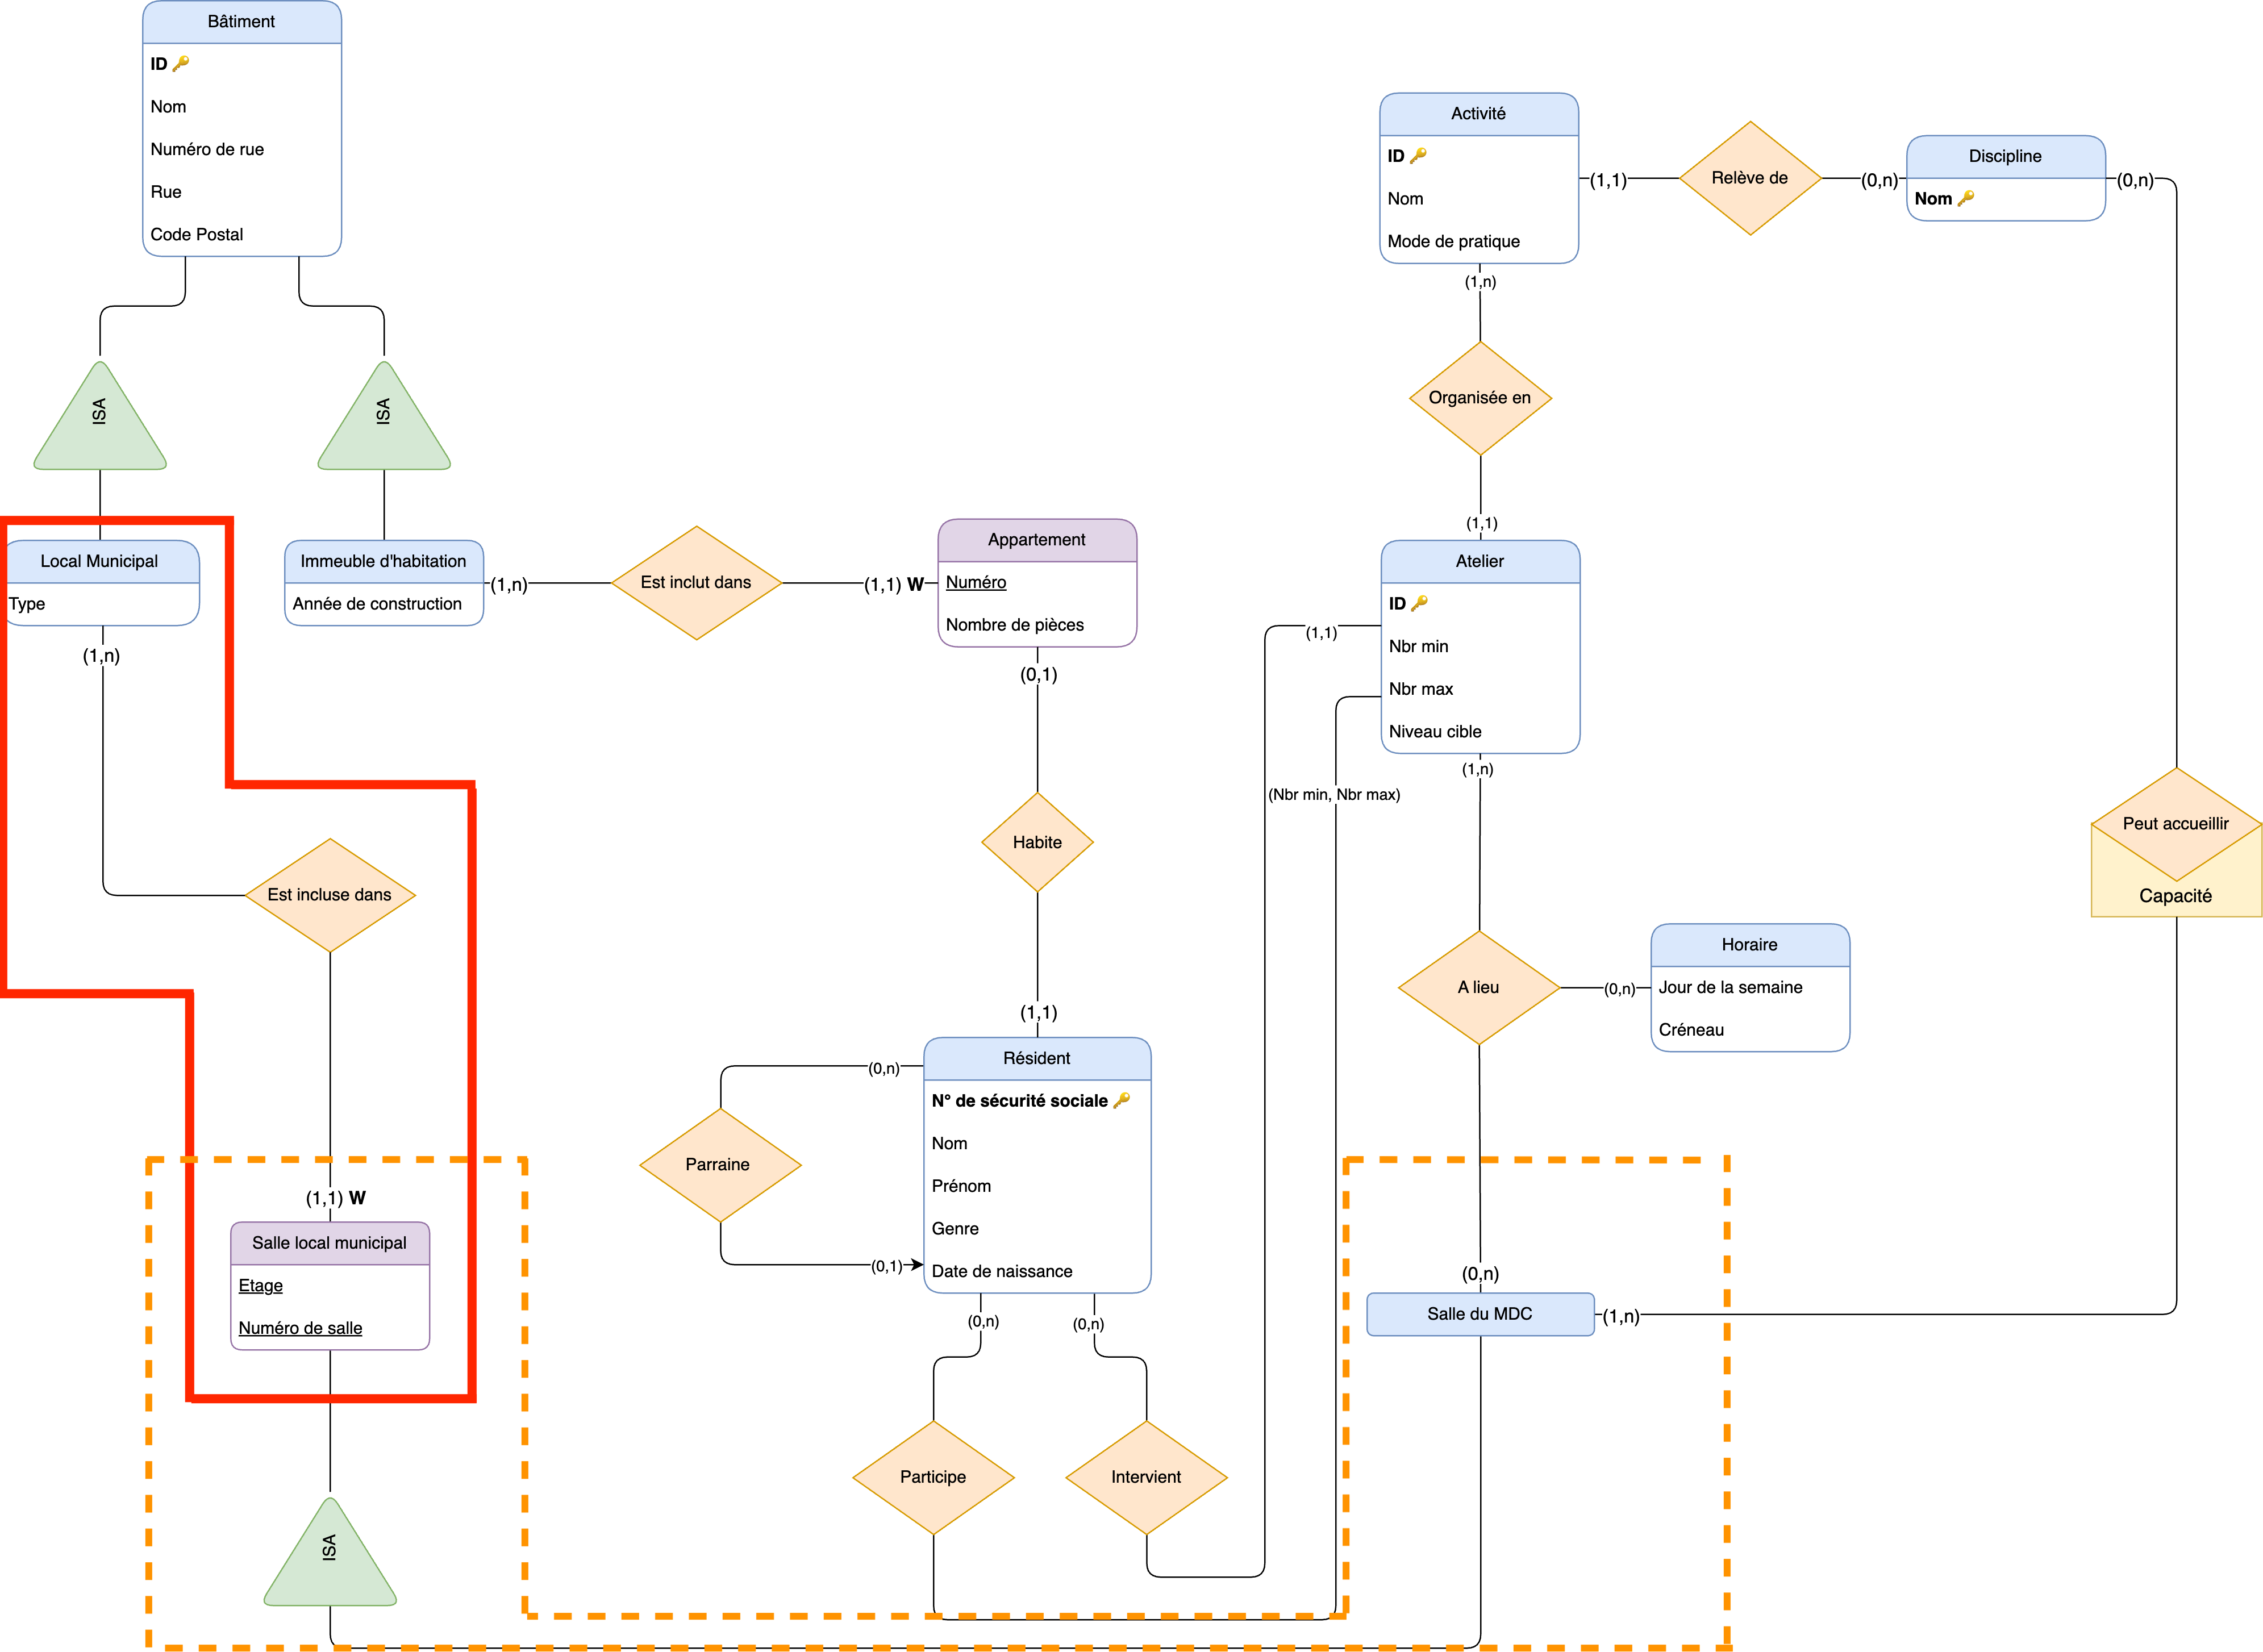 Bâtiment
ID
Nom
Numéro de rue
Rue
Code Postal
ISA
ISA
Local Municipal
Type
(1,n)
Immeuble d'habitation
Année de construction
(1,n)
Est inclut dans
(1,1) W
Appartement
Numéro
Nombre de pièces
(0,1)
Habite
(1,1)
Est incluse dans
(1,1) W
Salle local municipal
Etage
Numéro de salle
ISA
Résident
N° de sécurité sociale
Nom
Prénom
Genre
Date de naissance
(0,n)
Parraine
(0,1)
(0,n)
(0,n)
Participe
Intervient
Activité
ID
Nom
Mode de pratique
(1,1)
Relève de
(0,n)
Discipline
Nom
(0,n)
(1,n)
Organisée en
(1,1)
Atelier
ID
Nbr min
Nbr max
Niveau cible
(1,1)
(Nbr min, Nbr max)
(1,n)
A lieu
(0,n)
Horaire
Jour de la semaine
Créneau
Peut accueillir
Capacité
(0,n)
Salle du MDC
(1,n)